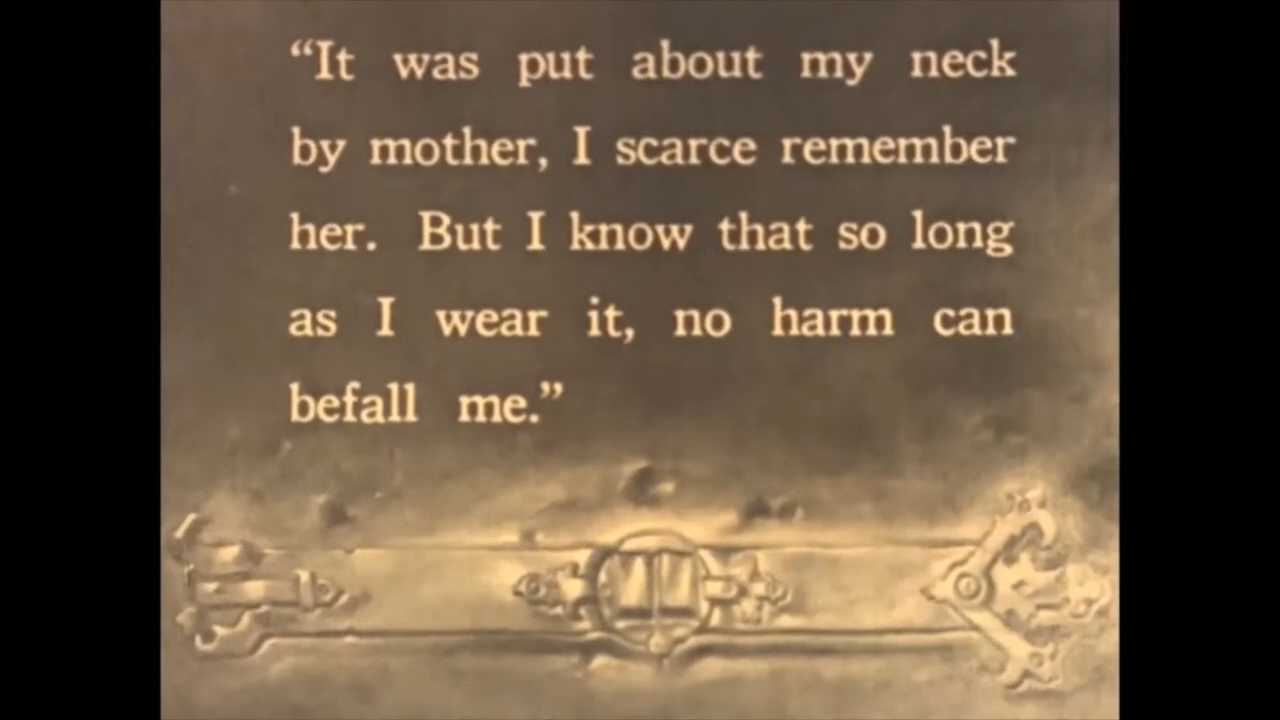 “It was put about my neck
by mother, I scarce remember
her. But I know that so long
as I wear it, no harm can
befall me.”